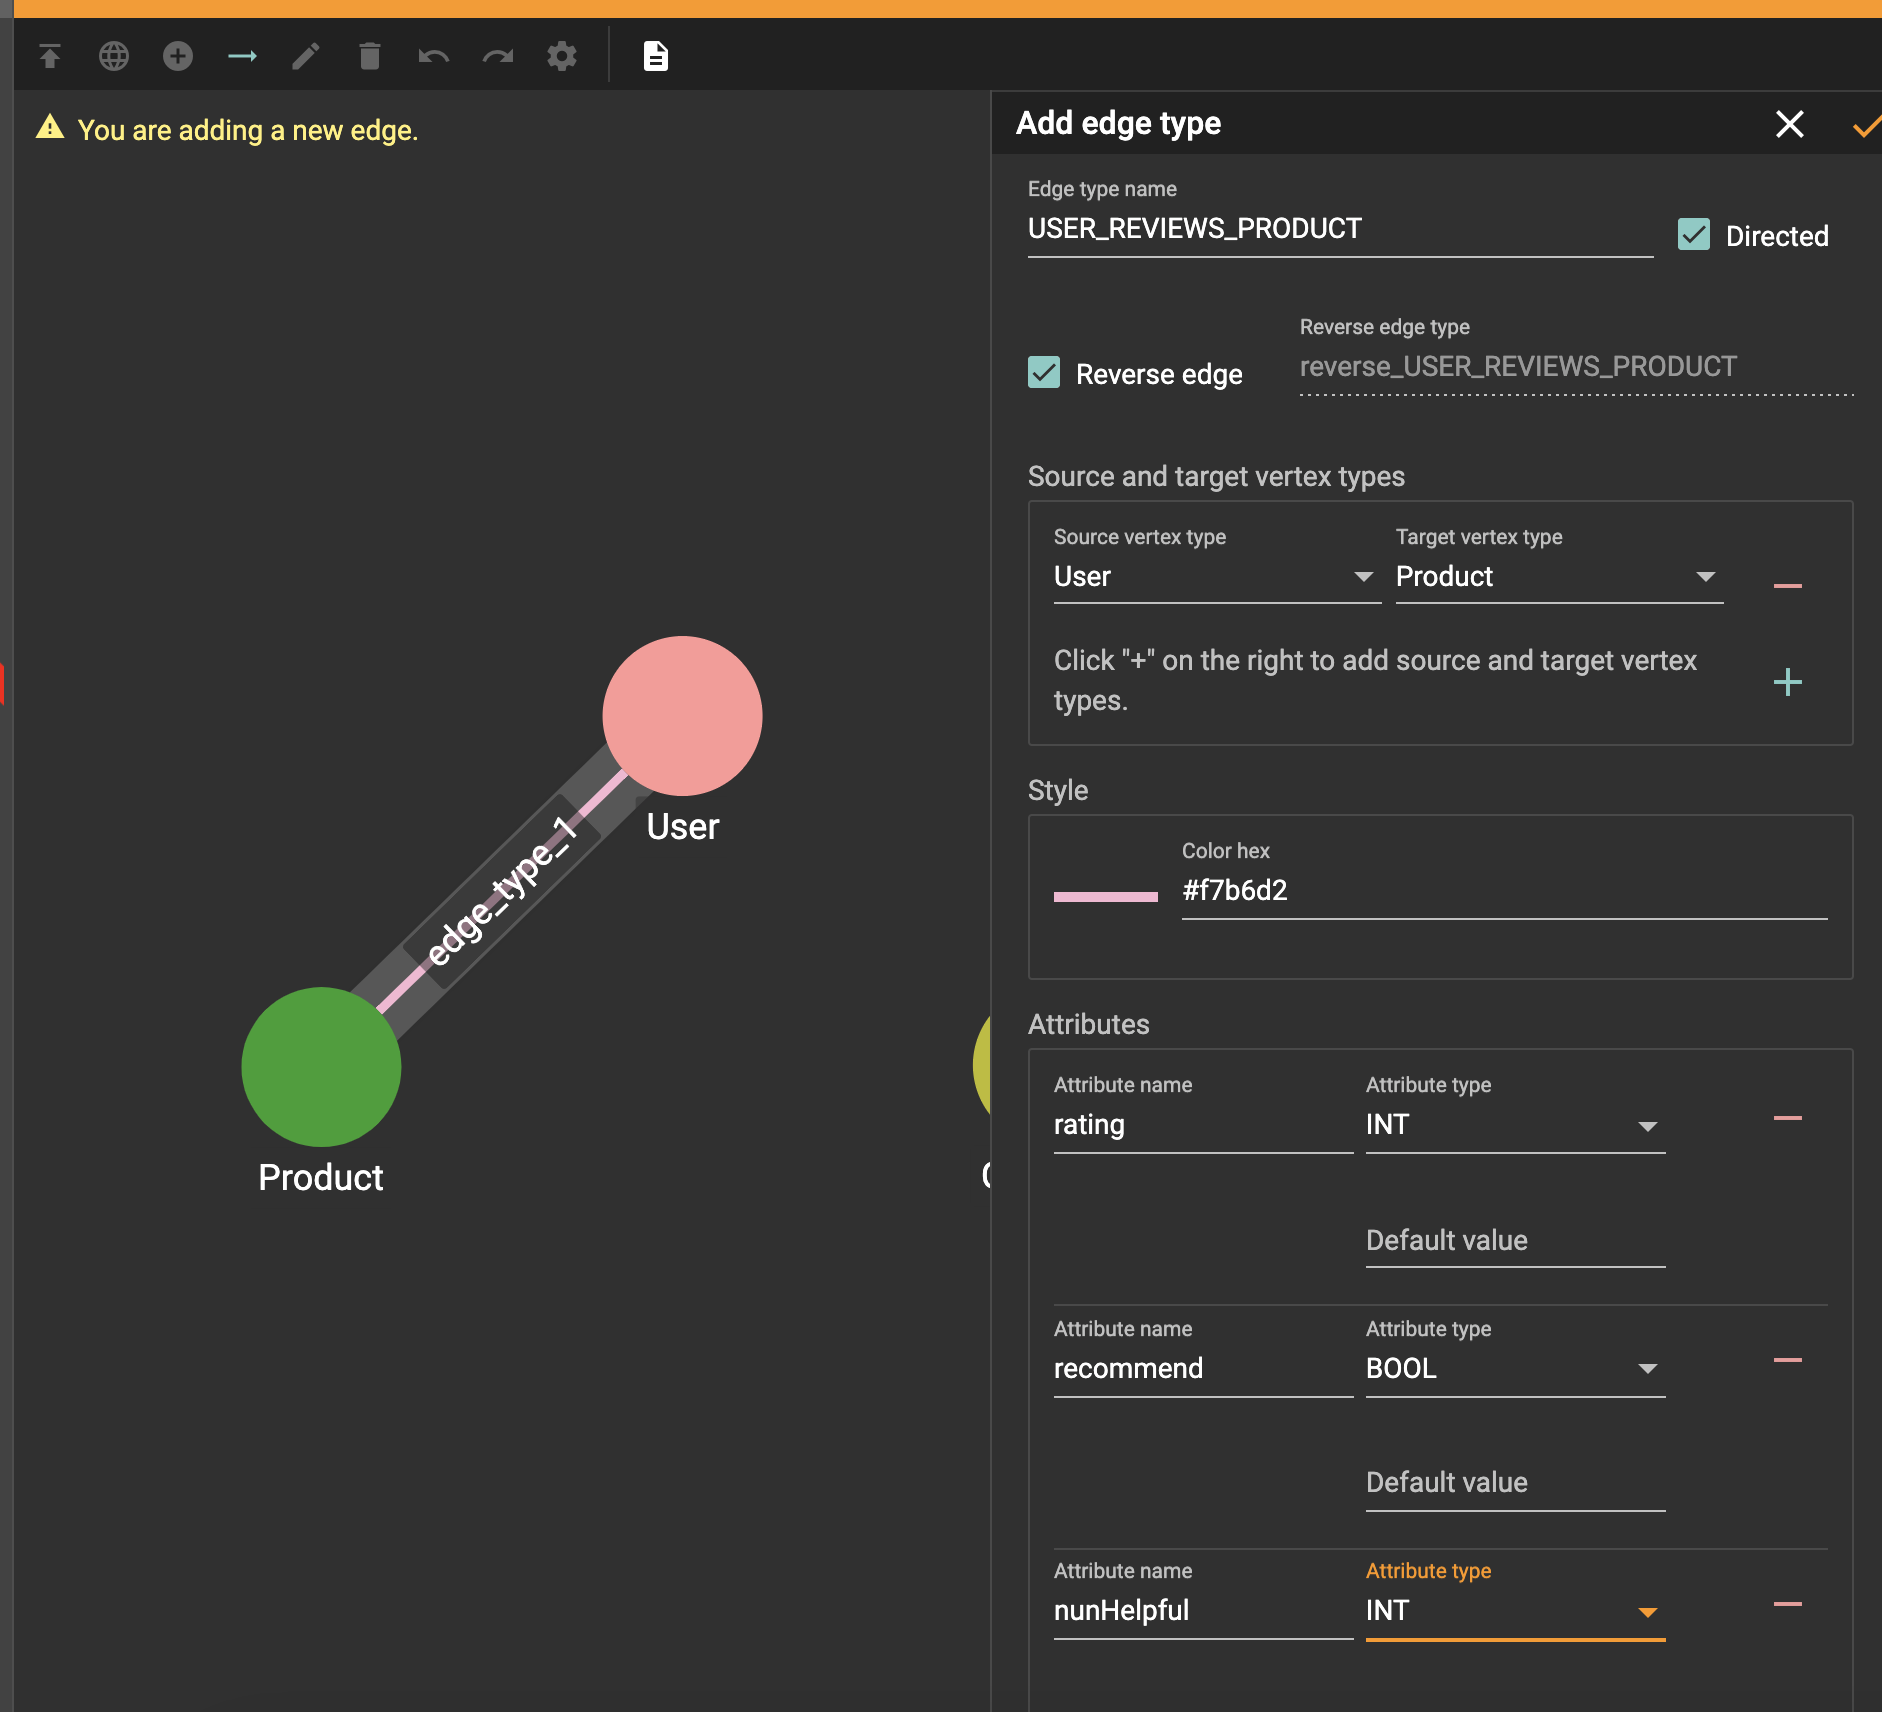 You are adding a new edge.
Add edge type
Edge type name
USER_REVIEWS_PRODUCT
Directed
Reverse edge type
Reverse edge
reverse_USER_REVIEWS_PRODUCT
Source and target vertex types
Source vertex type
Target vertex type
User
Product
Click "+" on the right to add source and target vertex
types.
Style
Color hex
#f7b6d2
Attributes
Attribute name
Attribute type
rating
INT
Default value
Attribute name
Attribute type
recommend
BOOL
Default value
Attribute name
Attribute type
nunHelpful
INT
User
edge_type_1
Product